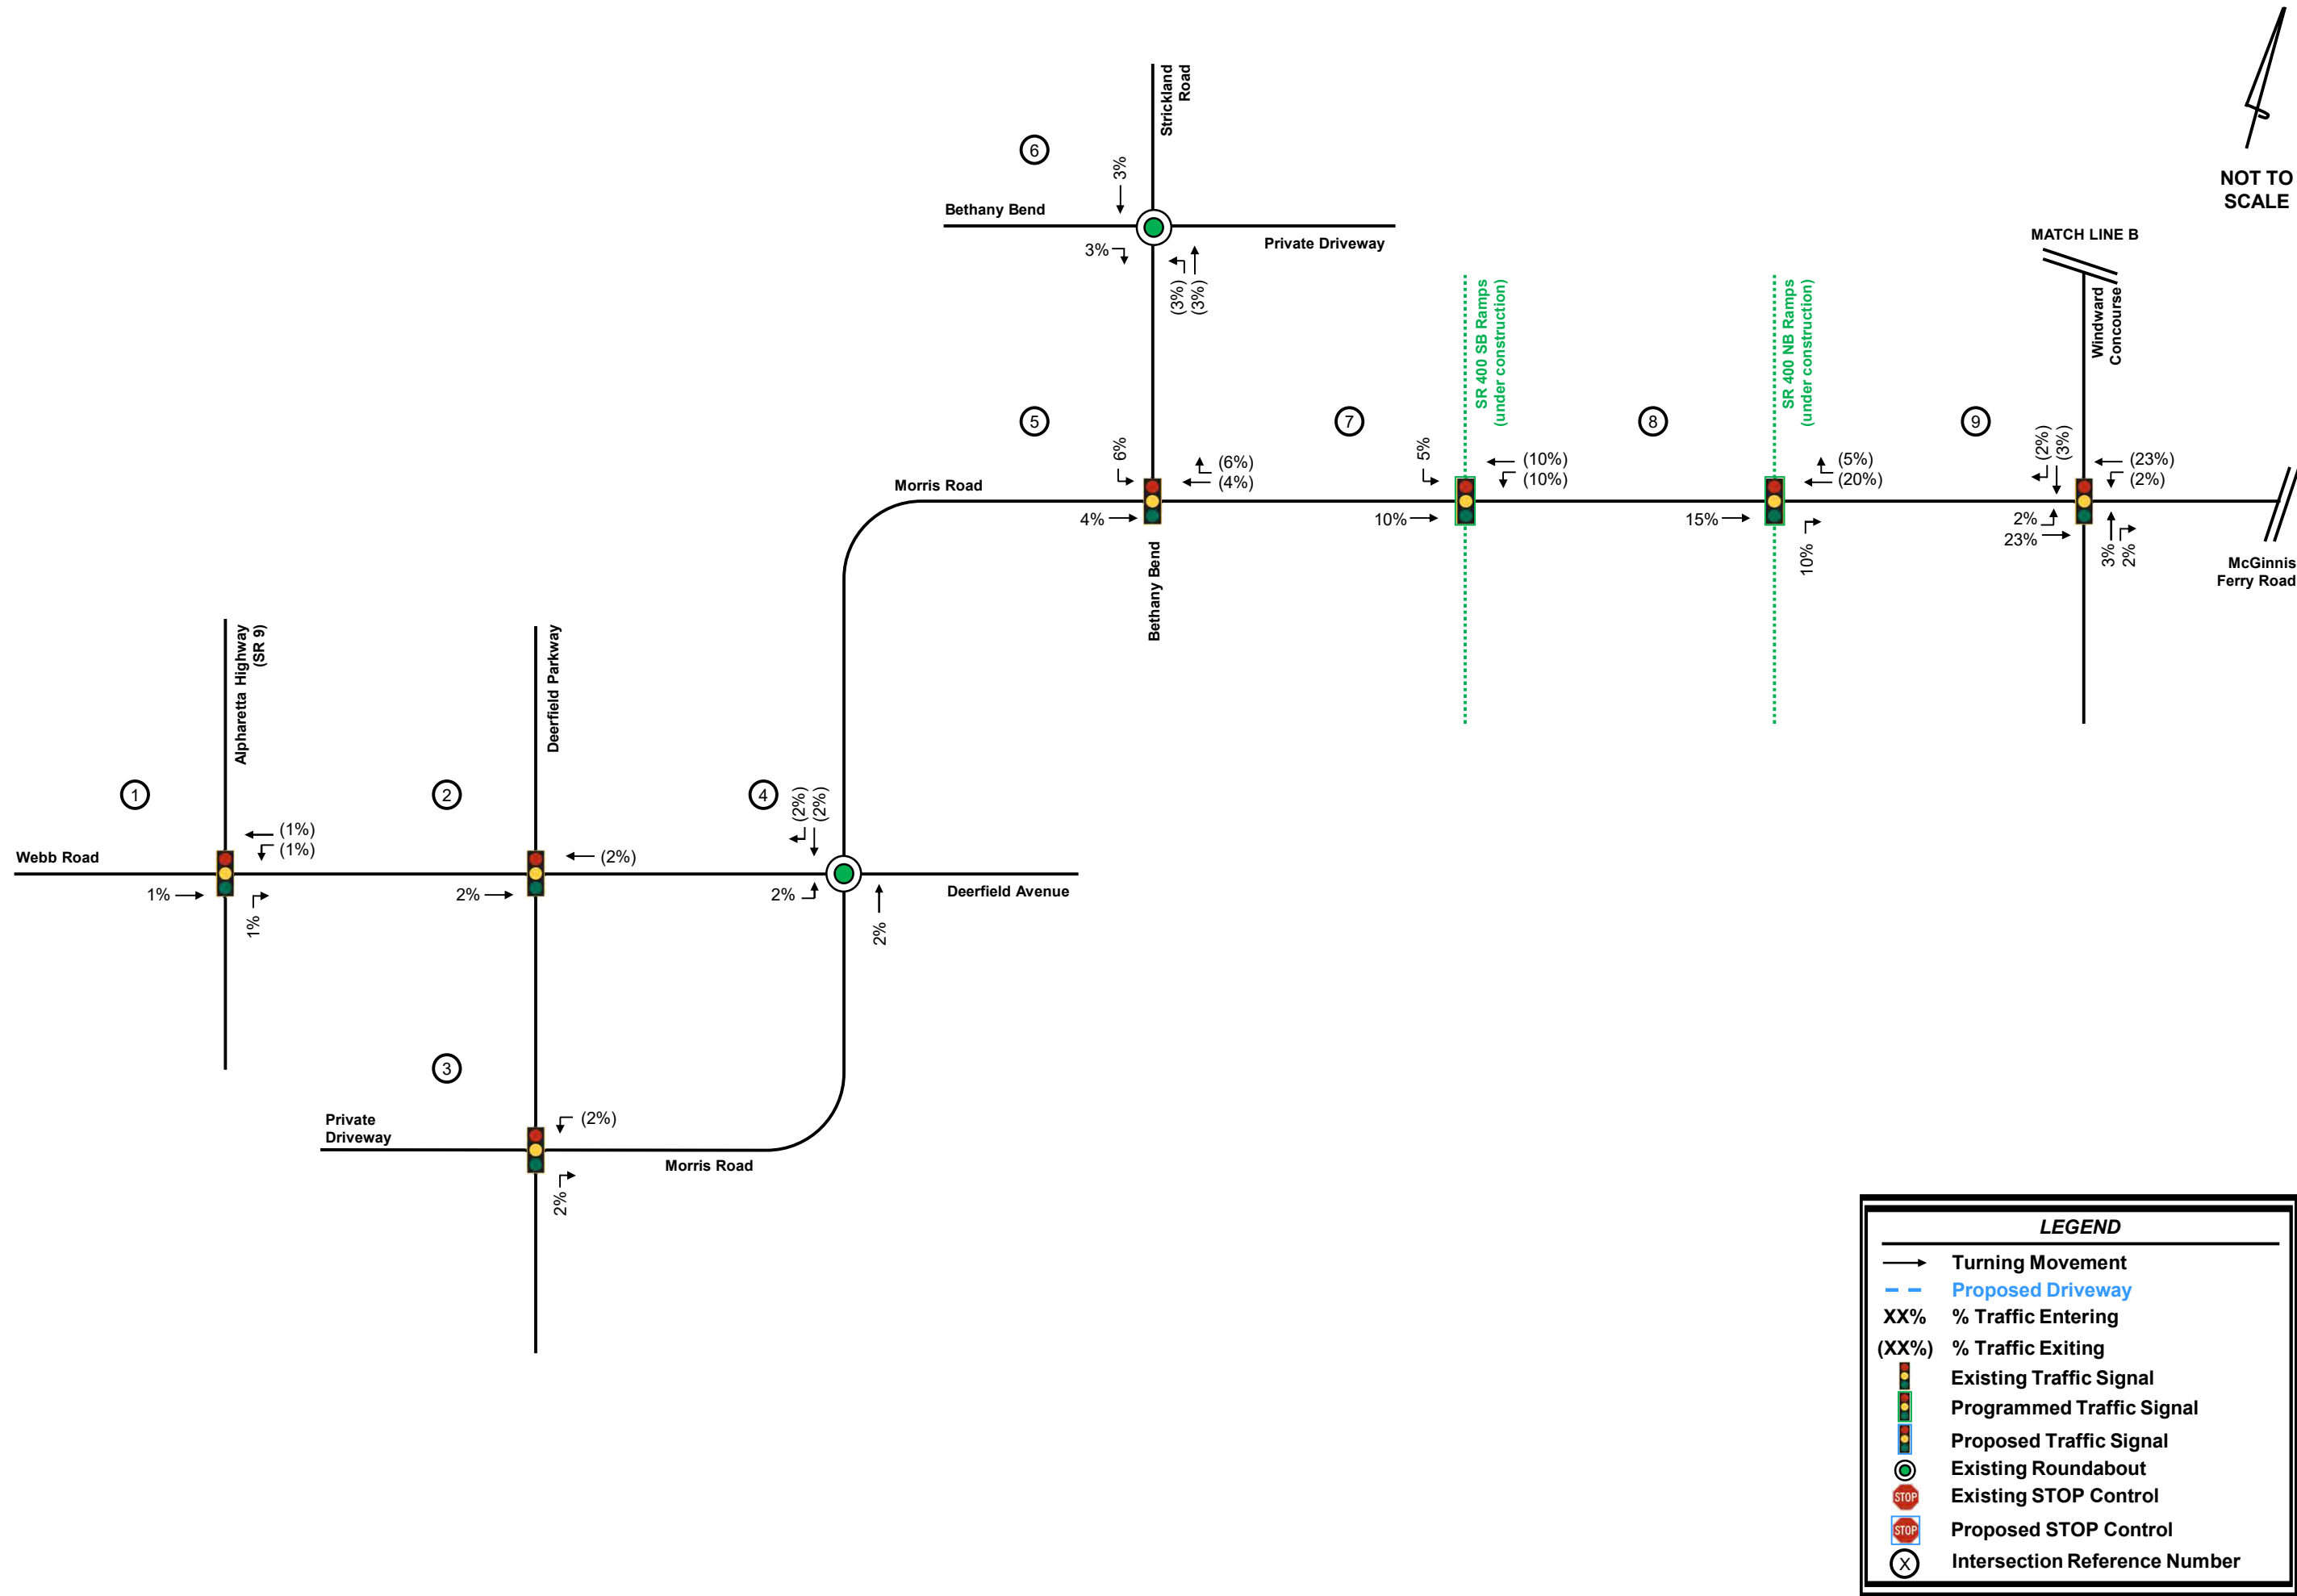 NOT TO
SCALE
Strickland
Road
6
3%
Bethany Bend
Private Driveway
3%
(3%)
(3%)
MATCH LINE B
Windward
Concourse
SR 400 SB Ramps
(under construction)
SR 400 NB Ramps
(under construction)
5
7
8
9
6%
(6%)
(4%)
Morris Road
4%
Bethany Bend
5%
(10%)
(10%)
10%
(5%)
(20%)
15%
10%
(2%)
(3%)
(23%)
(2%)
2%
23%
3%
2%
McGinnis
Ferry Road
Alpharetta Highway
(SR 9)
Deerfield Parkway
1
2
4
(1%)
(1%)
Webb Road
1%
1%
(2%)
2%
(2%)
(2%)
2%
2%
Deerfield Avenue
3
Private
Driveway
(2%)
Morris Road
2%
LEGEND
Turning Movement
Proposed Driveway
XX% % Traffic Entering
(XX%) % Traffic Exiting
Existing Traffic Signal
Programmed Traffic Signal
Proposed Traffic Signal
Existing Roundabout
STOP Existing STOP Control
STOP Proposed STOP Control
X Intersection Reference Number